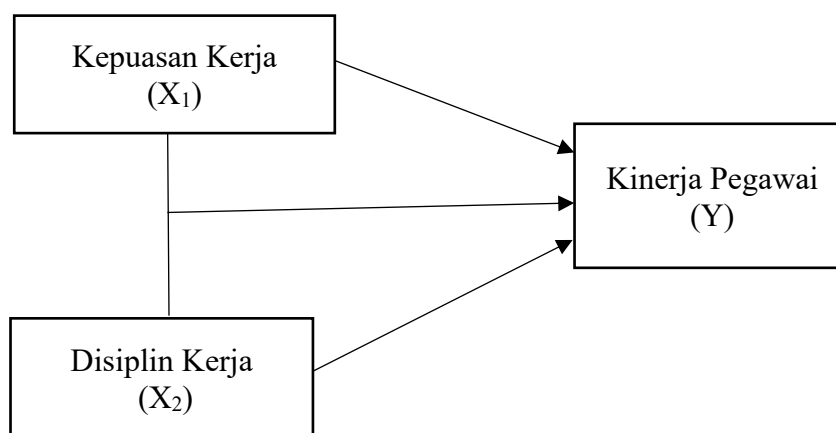 Kepuasan Kerja
(X₁)
Kinerja Pegawai
(Y)
Disiplin Kerja
(X₂)